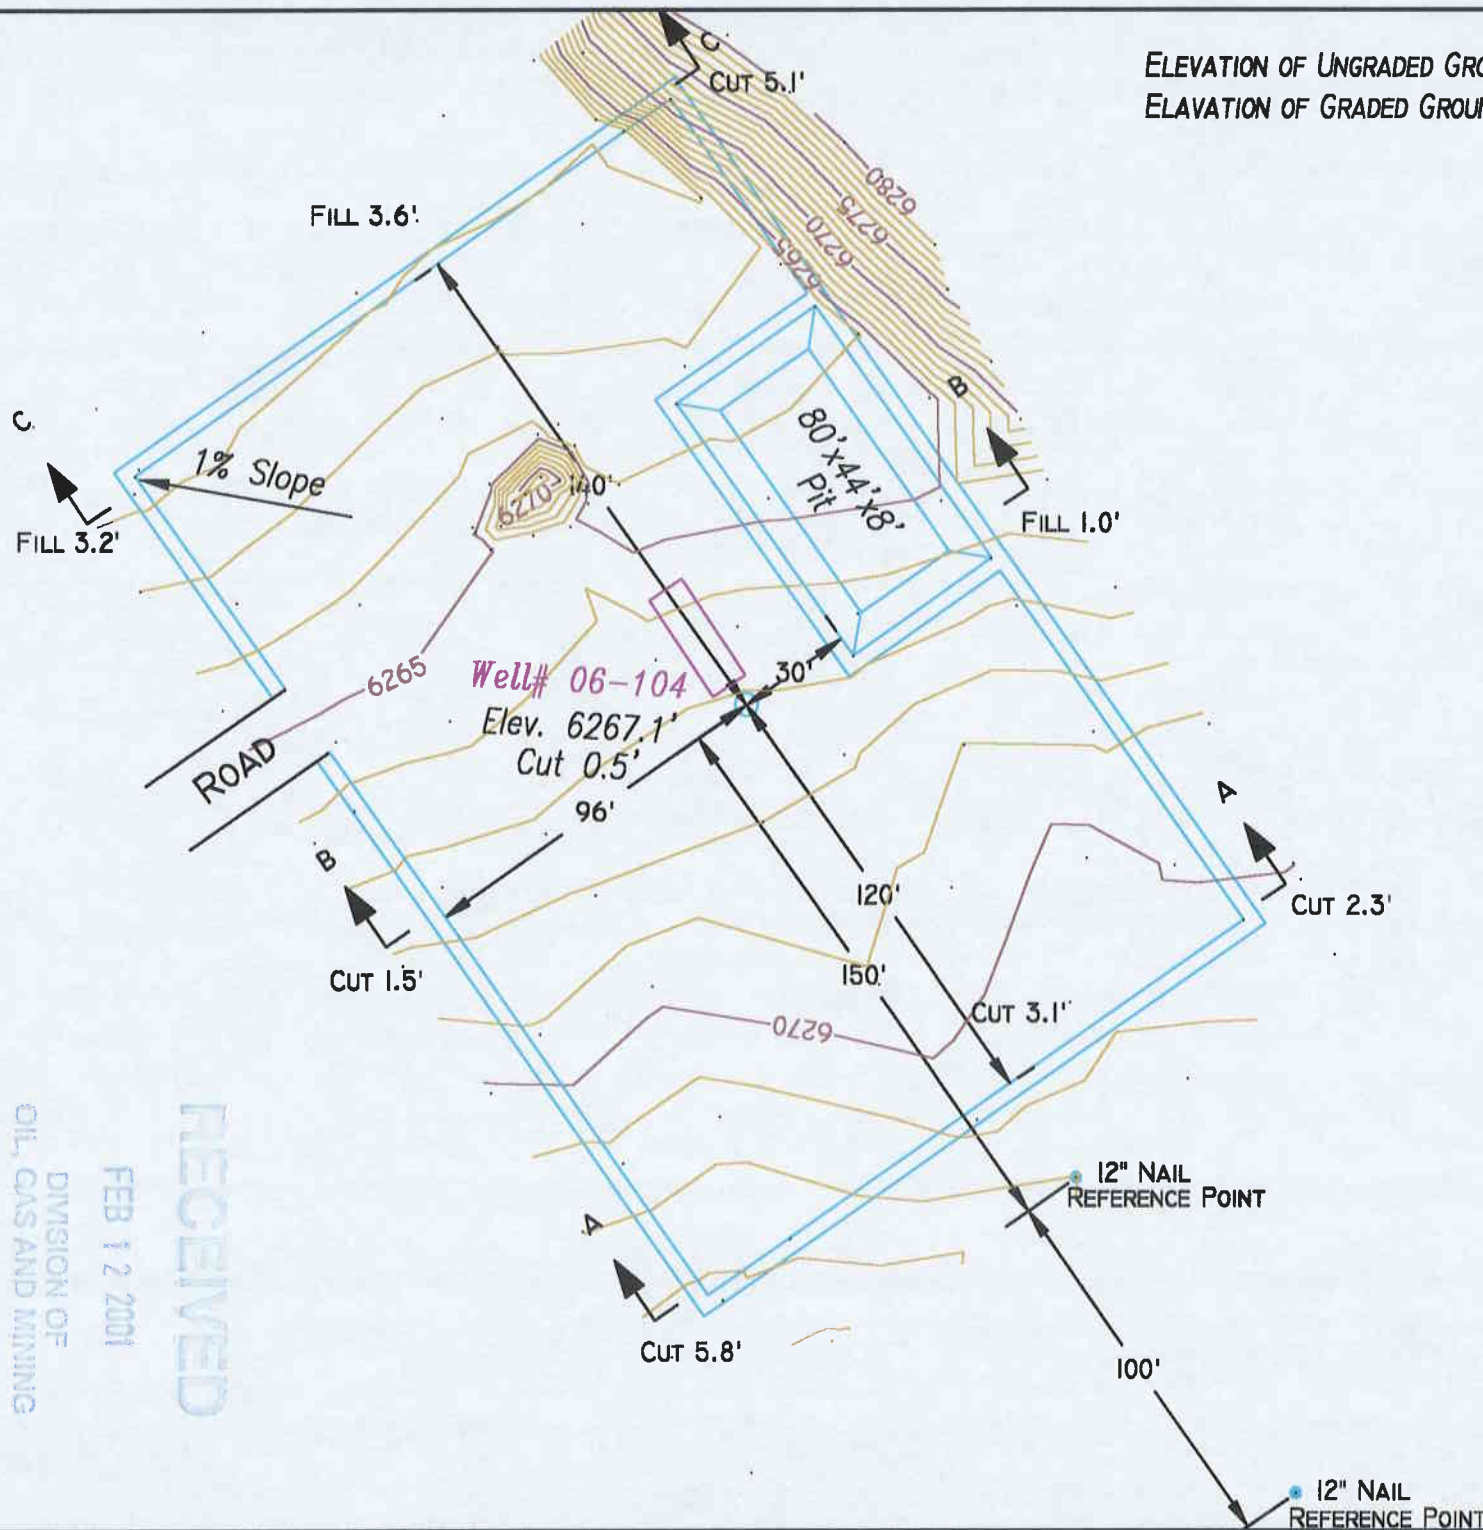 ELEVATION OF UNGRADED
ELAVATION OF GRADED
C
CUT 5.1'
FILL 3.6'
6280
6275
6270
6265
C
1% Slope
6270
140'
80'x44'x8'
Pit
B
FILL 3.2'
FILL 1.0'
6265
Well# 06-104
30'
Elev. 6267.1'
Cut 0.5'
ROAD
96'
B
A
120'
CUT 2.3'
150'
CUT 1.5'
CUT 3.1'
6270
RECEIVED
FEB 12 2001
DIVISION OF
OIL, GAS AND MINING
12" NAIL
REFERENCE POINT
A
CUT 5.8'
100'
12" NAIL
REFERENCE POINT